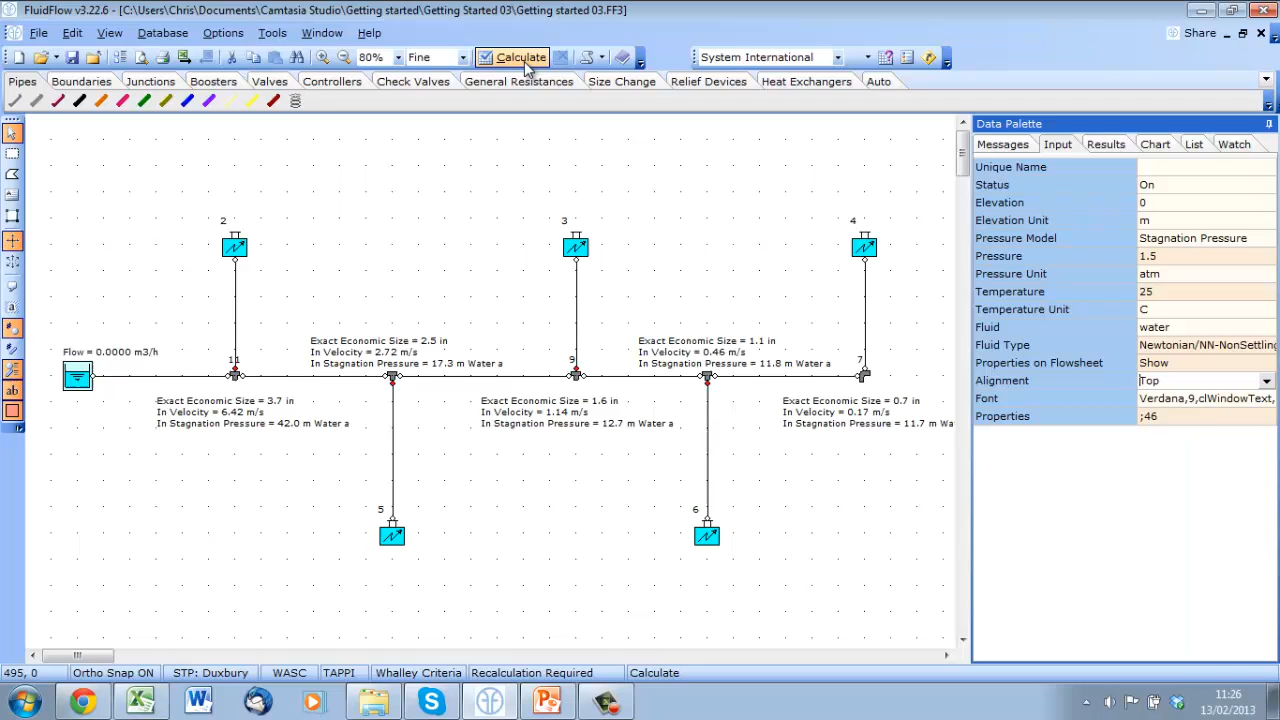 FluidFlow v3.22.6 - [C:\Users\Chris\Documents\Camtasia Studio\Getting started\Getting Started 03\Getting started 03.FF3]
File Edit View Database Options Tools Window Help Share
80% Fine Calculate System International
Pipes Boundaries Junctions Boosters Valves Controllers Check Valves General Resistances Size Change Relief Devices Heat Exchangers Auto
Data Palette
Messages Input Results Chart List Watch
Unique Name
Status On
Elevation 0
Elevation Unit m
Pressure Model Stagnation Pressure
Pressure 1.5
Pressure Unit atm
Temperature 25
Temperature Unit C
Fluid water
Fluid Type Newtonian/NN-NonSettling
Properties on Flowsheet Show
Alignment Top
Font Verdana,9,clWindowText,
Properties ;46
2
3
4
Flow = 0.0000 m3/h
11
Exact Economic Size = 2.5 in
In Velocity = 2.72 m/s
In Stagnation Pressure = 17.3 m Water a
9
Exact Economic Size = 1.1 in
In Velocity = 0.46 m/s
In Stagnation Pressure = 11.8 m Water a
7
Exact Economic Size = 3.7 in
In Velocity = 6.42 m/s
In Stagnation Pressure = 42.0 m Water a
Exact Economic Size = 1.6 in
In Velocity = 1.14 m/s
In Stagnation Pressure = 12.7 m Water a
Exact Economic Size = 0.7 in
In Velocity = 0.17 m/s
In Stagnation Pressure = 11.7 m Wa
5
6
495, 0 Ortho Snap ON STP: Duxbury WASC TAPPI Whalley Criteria Recalculation Required Calculate
11:26
13/02/2013